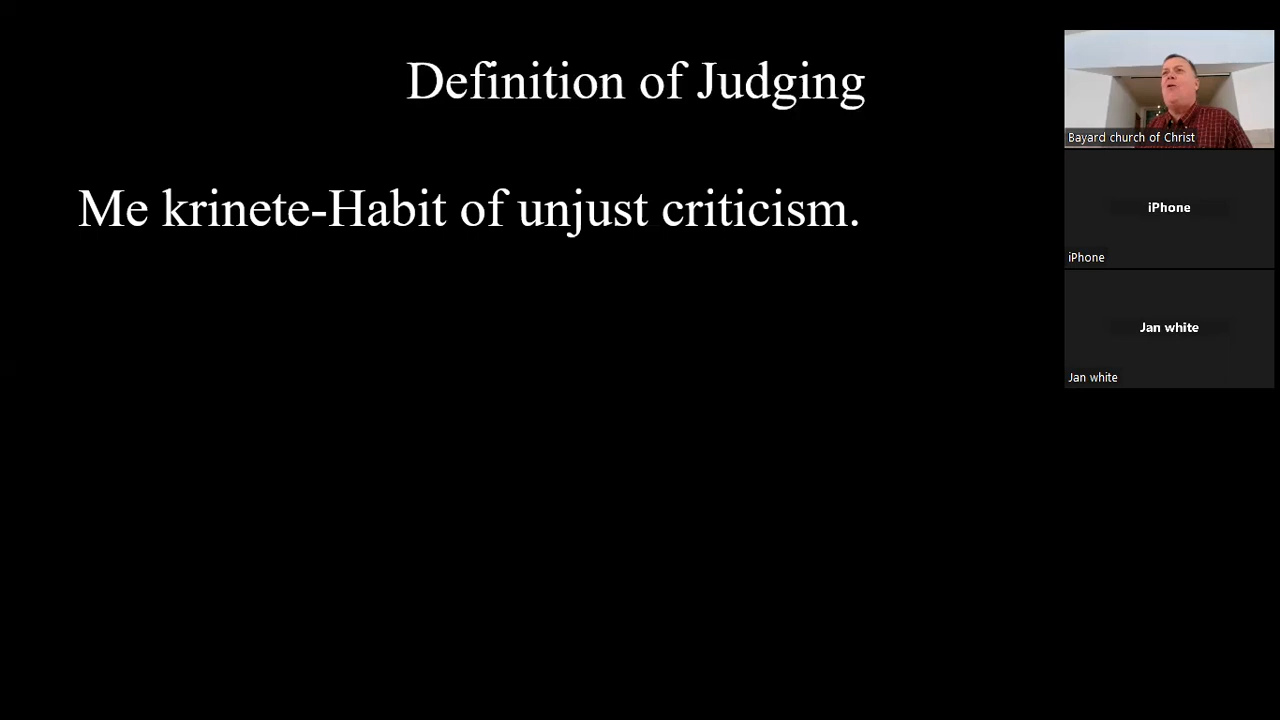 Definition of Judging
Me krinete-Habit of unjust criticism.
Bayard church of Christ
iPhone
iPhone
Jan white
Jan white